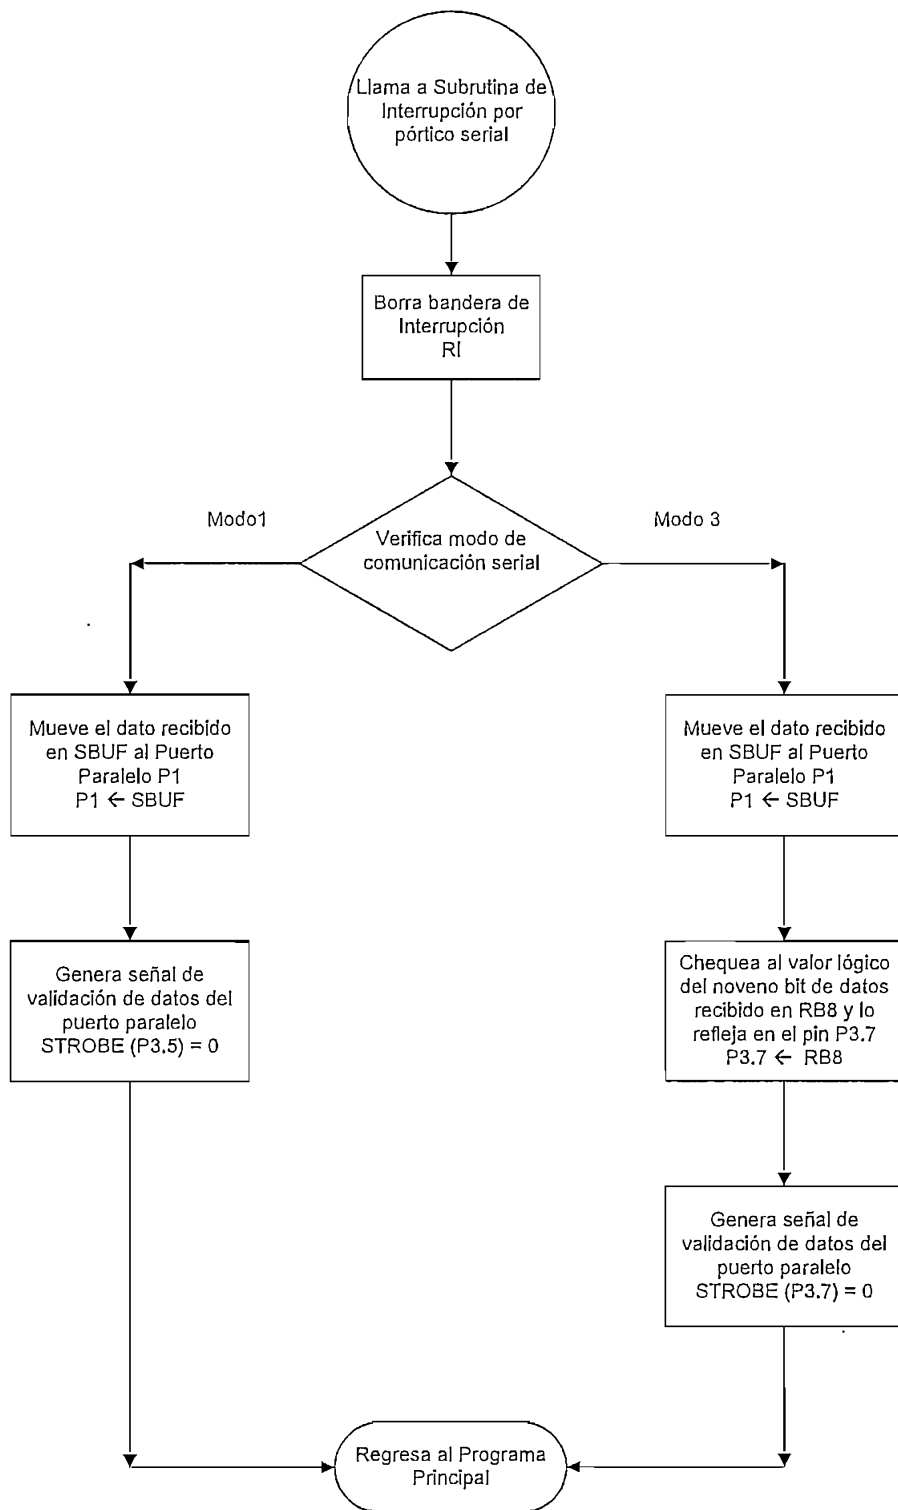 Llama a Subrutina de
Interrupción por
pórtico serial
Borra bandera de
Interrupción
RI
Modo1
Verifica modo de
comunicación serial
Modo 3
Mueve el dato recibido
en SBUF al Puerto
Paralelo P1
P1 ← SBUF
Genera señal de
validación de datos del
puerto paralelo
STROBE (P3.5) = 0
Mueve el dato recibido
en SBUF al Puerto
Paralelo P1
P1 ← SBUF
Chequea al valor lógico
del noveno bit de datos
recibido en RB8 y lo
refleja en el pin P3.7
P3.7 ← RB8
Genera señal de
validación de datos del
puerto paralelo
STROBE (P3.7) = 0
Regresa al Programa
Principal